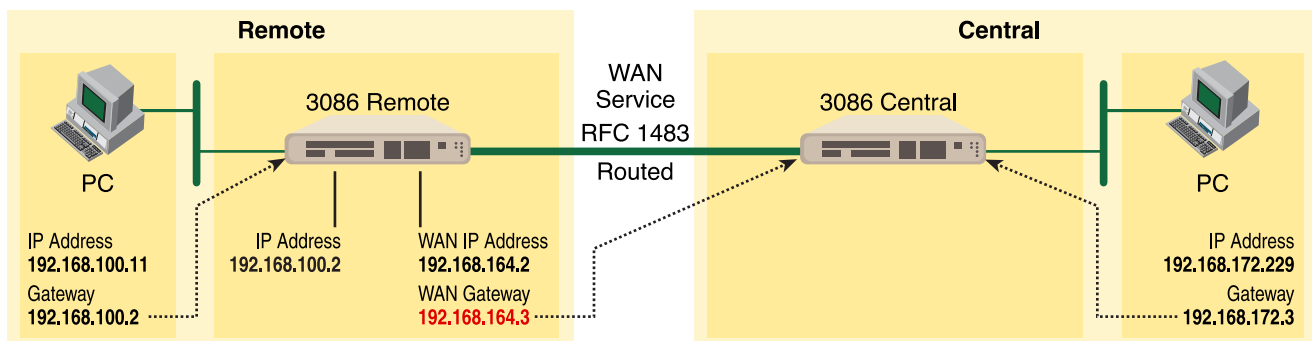 Remote
Central
3086 Remote
WAN
Service
RFC 1483
Routed
3086 Central
PC
PC
IP Address
192.168.100.11
Gateway
192.168.100.2
IP Address
192.168.100.2
WAN IP Address
192.168.164.2
WAN Gateway
192.168.164.3
IP Address
192.168.172.229
Gateway
192.168.172.3